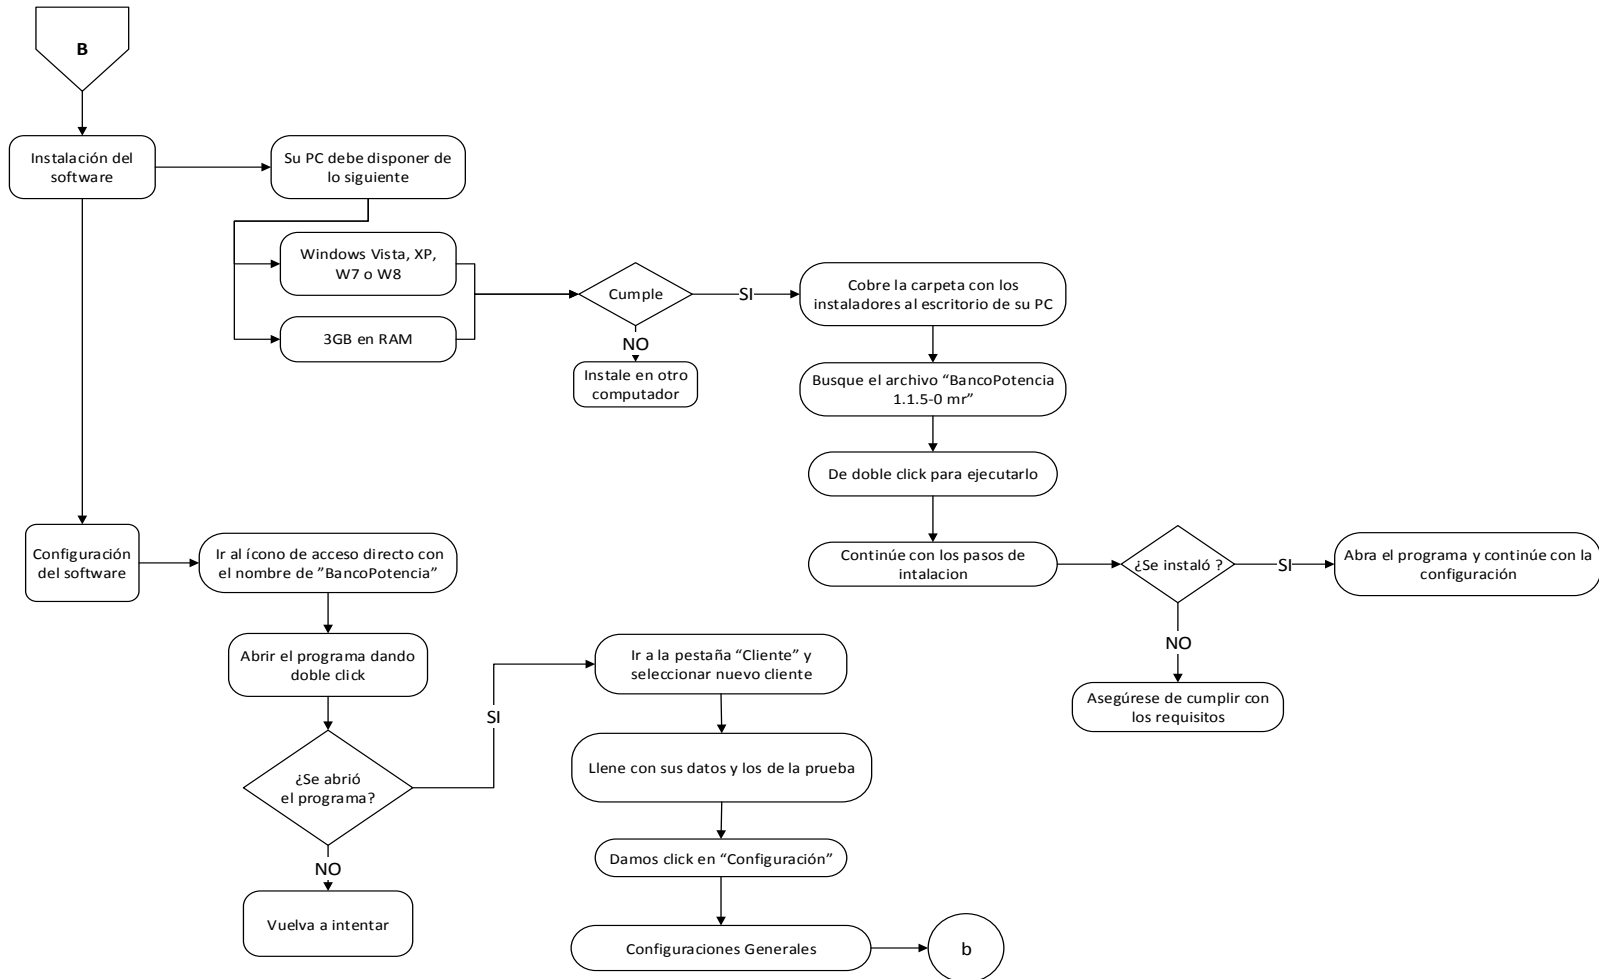 B
Instalación del
software
Su PC debe disponer de
lo siguiente
Windows Vista, XP,
W7 o W8
3GB en RAM
Cumple
SI
NO
Instale en otro
computador
Cobre la carpeta con los
instaladores al escritorio de su PC
Busque el archivo “BancoPotencia
1.1.5-0 mr”
De doble click para ejecutarlo
Continúe con los pasos de
intalacion
¿Se instaló ?
SI
Abra el programa y continúe con la
configuración
NO
Asegúrese de cumplir con
los requisitos
Configuración
del software
Ir al ícono de acceso directo con
el nombre de ”BancoPotencia”
Abrir el programa dando
doble click
¿Se abrió
el programa?
SI
NO
Vuelva a intentar
Ir a la pestaña “Cliente” y
seleccionar nuevo cliente
Llene con sus datos y los de la prueba
Damos click en “Configuración”
Configuraciones Generales
b